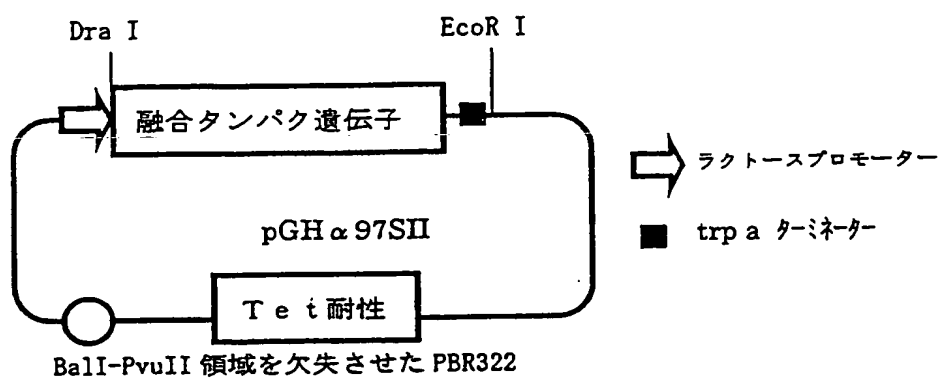 Dra I
EcoR I
融合タンパク遺伝子
ラクトースプロモーター
pGHα97SII
trp a ターミネーター
Tet耐性
BalI-PvuII 領域を欠失させた PBR322